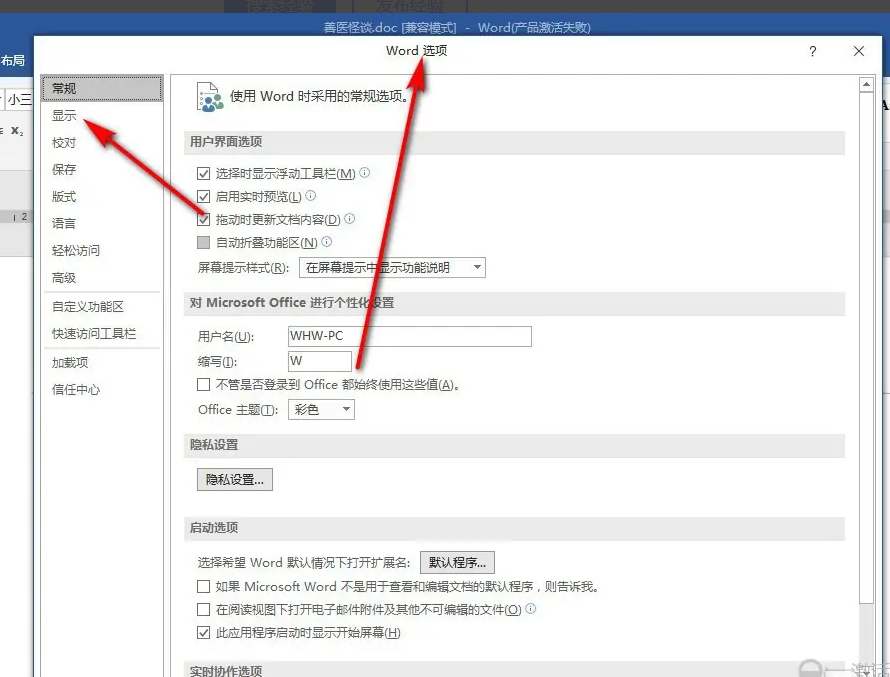 搜索经验 发布经验
善医怪谈.doc [兼容模式] - Word(产品激活失败)
Word 选项
? ×
布局
小三
x₂
2
常规
显示
校对
保存
版式
语言
轻松访问
高级
自定义功能区
快速访问工具栏
加载项
信任中心
使用 Word 时采用的常规选项。
用户界面选项
选择时显示浮动工具栏(M)
启用实时预览(L)
拖动时更新文档内容(D)
自动折叠功能区(N)
屏幕提示样式(R): 在屏幕提示中显示功能说明
对 Microsoft Office 进行个性化设置
用户名(U): WHW-PC
缩写(I): W
不管是否登录到 Office 都始终使用这些值(A)。
Office 主题(T): 彩色
隐私设置
隐私设置...
启动选项
选择希望 Word 默认情况下打开扩展名: 默认程序...
如果 Microsoft Word 不是用于查看和编辑文档的默认程序，则告诉我。
在阅读视图下打开电子邮件附件及其他不可编辑的文件(O)
此应用程序启动时显示开始屏幕(H)
实时协作选项
激活